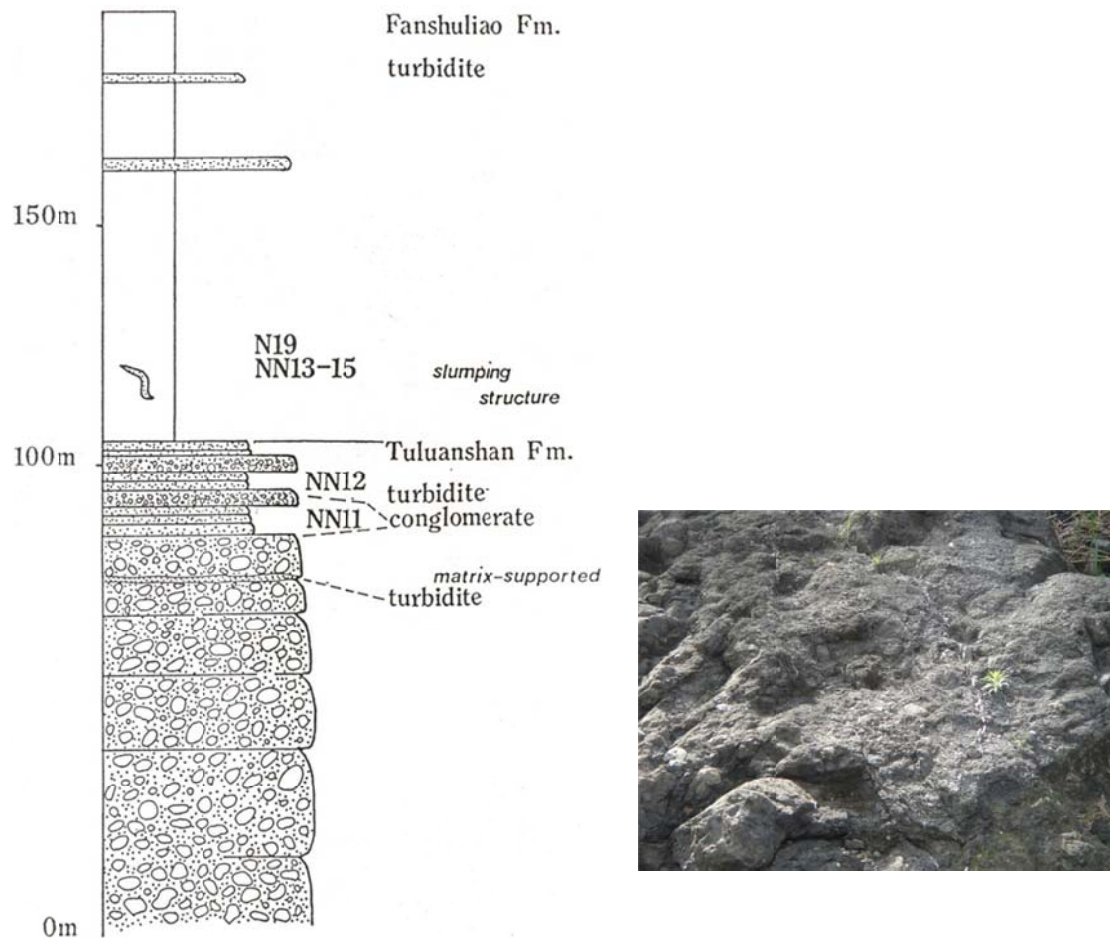 Fanshuliao Fm.
turbidite
150m
N19
NN13-15
slumping
structure
100m
Tuluanshan Fm.
NN12
turbidite
conglomerate
NN11
matrix-supported
turbidite
0m